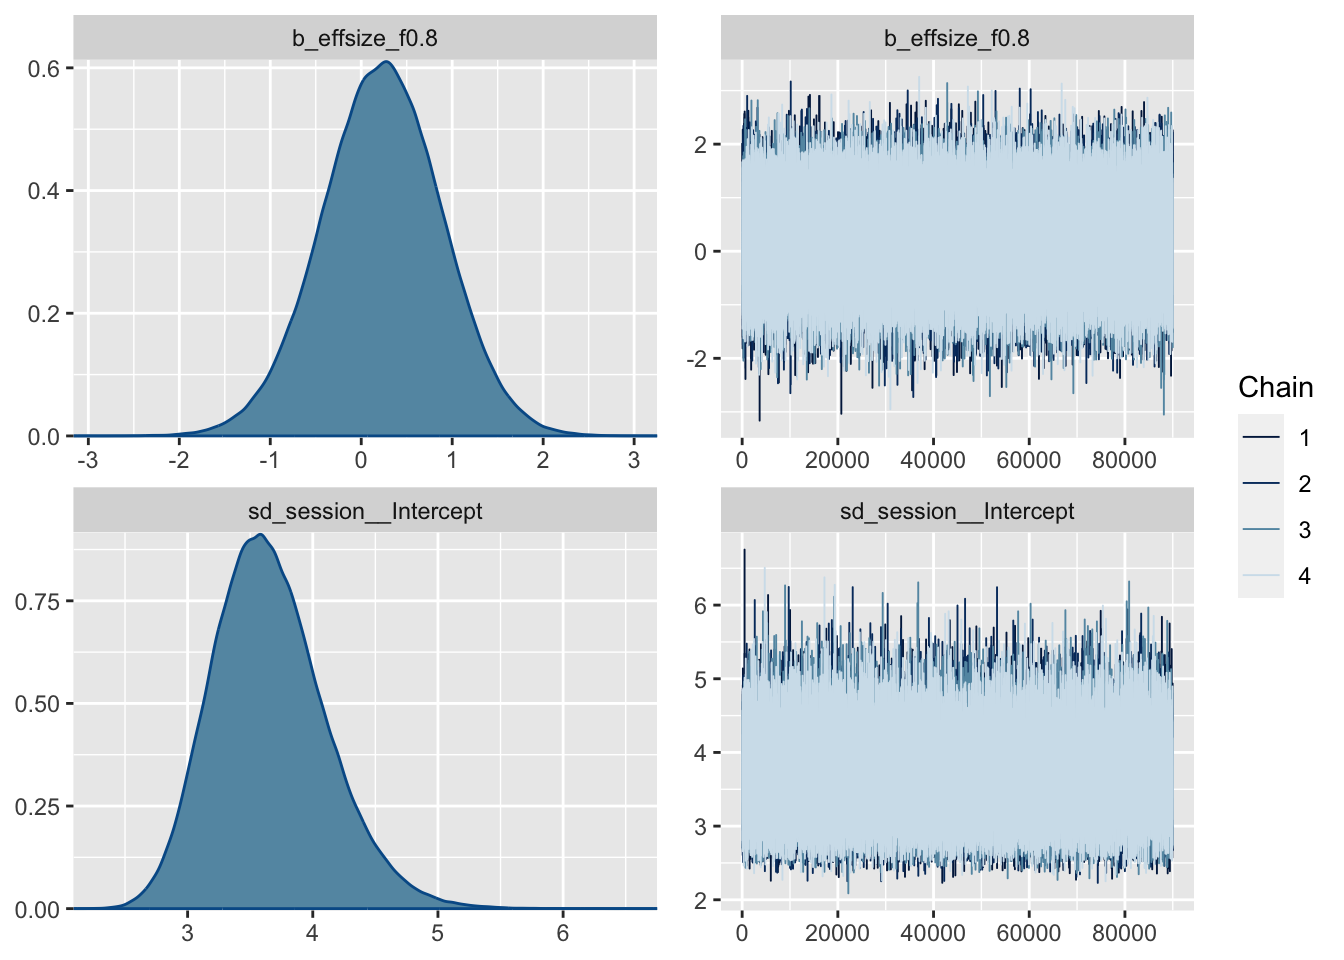 b_effsize_f0.8
0.6
0.4
0.2
0.0
-3 -2 -1 0 1 2 3
b_effsize_f0.8
2
0
-2
0 20000 40000 60000 80000
sd_session__Intercept
0.75
0.50
0.25
0.00
3 4 5 6
sd_session__Intercept
6
5
4
3
2
0 20000 40000 60000 80000
Chain
1
2
3
4